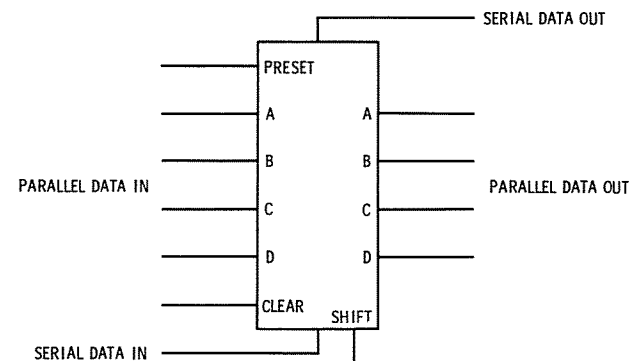 SERIAL DATA OUT
PRESET
A A
B B
PARALLEL DATA IN
PARALLEL DATA OUT
C C
D D
CLEAR
SHIFT
SERIAL DATA IN